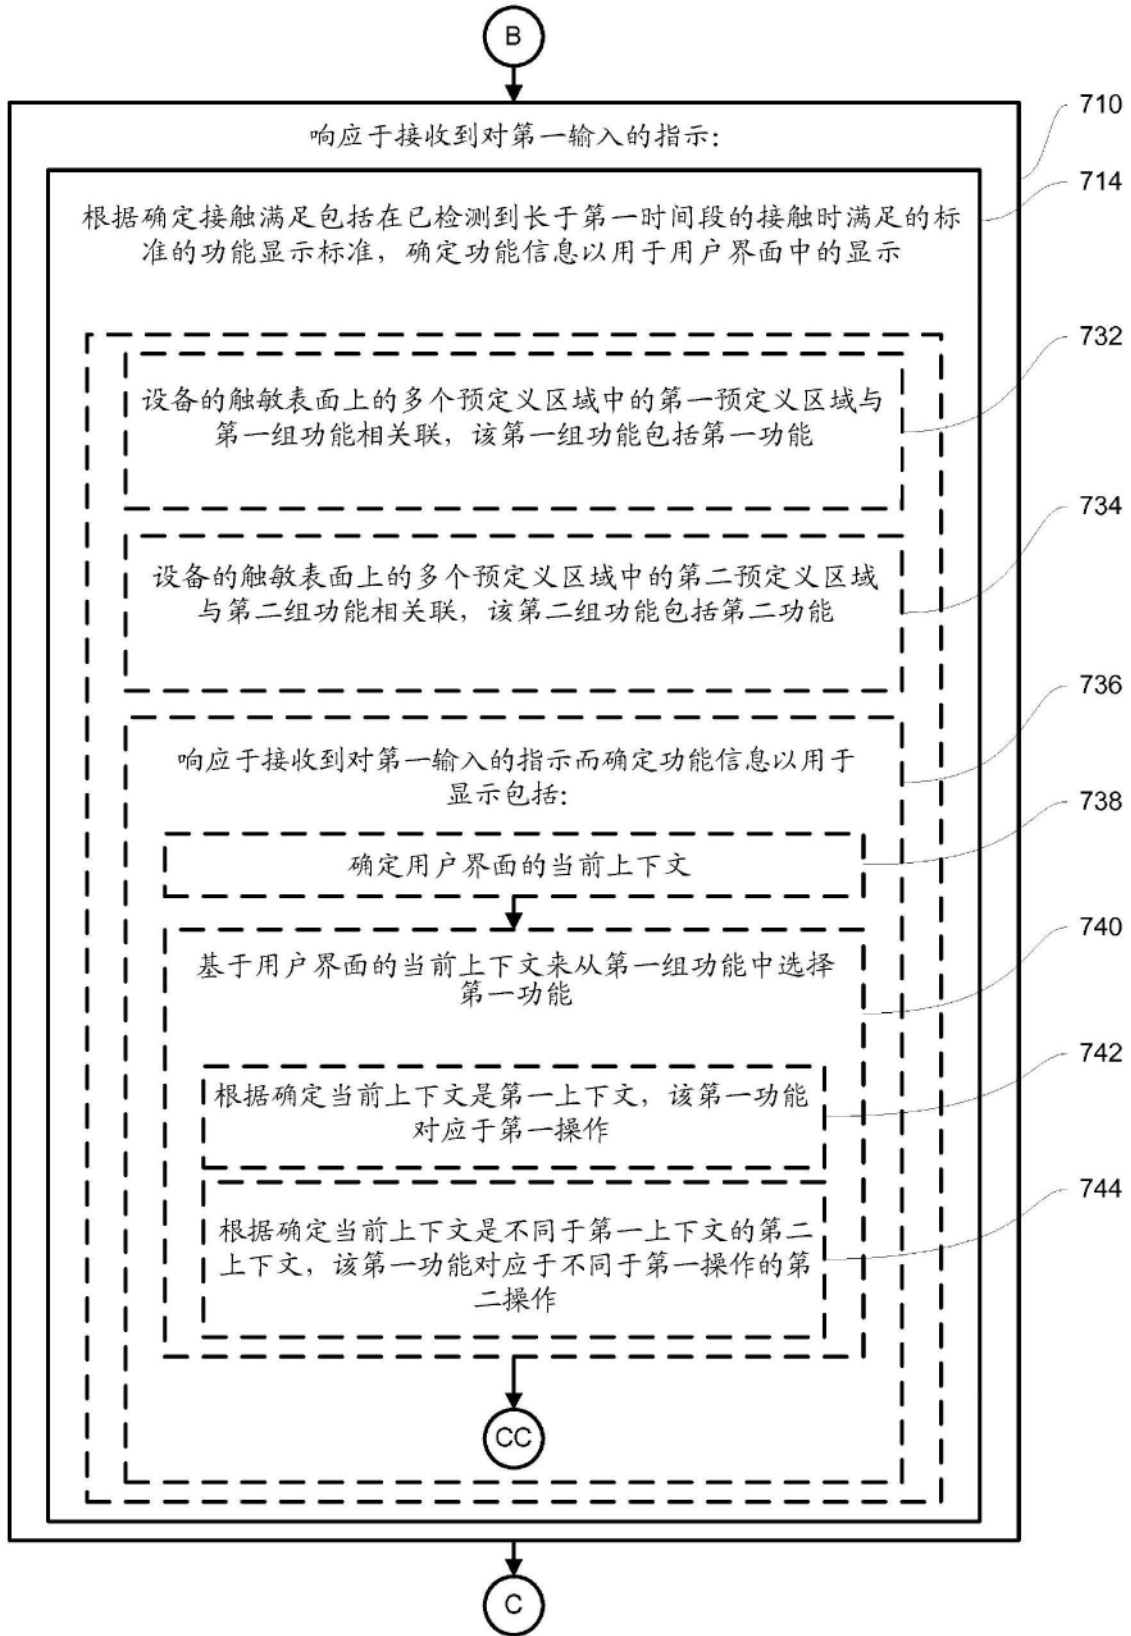 B
710
响应于接收到对第一输入的指示：
714
根据确定接触满足包括在已检测到长于第一时间段的接触时满足的标
准的功能显示标准，确定功能信息以用于用户界面中的显示
732
设备的触敏表面上的多个预定义区域中的第一预定义区域与
第一组功能相关联，该第一组功能包括第一功能
734
设备的触敏表面上的多个预定义区域中的第二预定义区域
与第二组功能相关联，该第二组功能包括第二功能
736
响应于接收到对第一输入的指示而确定功能信息以用于
显示包括：
738
确定用户界面的当前上下文
740
基于用户界面的当前上下文来从第一组功能中选择
第一功能
742
根据确定当前上下文是第一上下文，该第一功能
对应于第一操作
744
根据确定当前上下文是不同于第一上下文的第二
上下文，该第一功能对应于不同于第一操作的第
二操作
CC
C